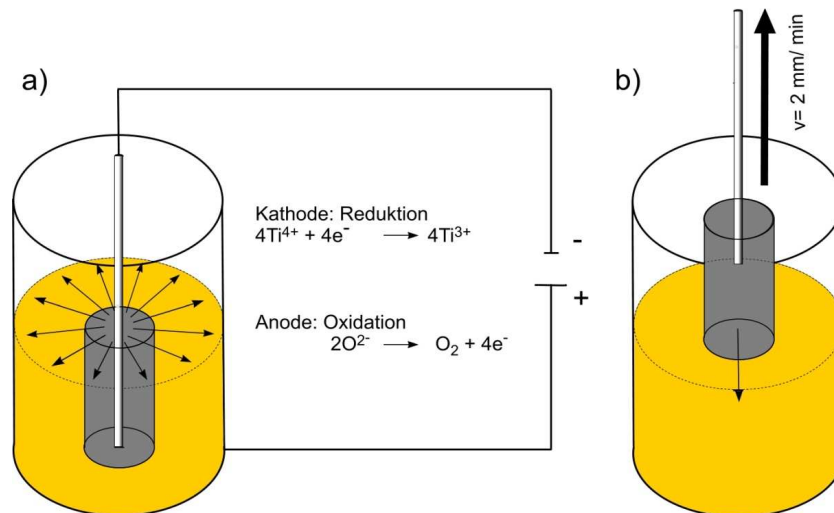 a)
Kathode: Reduktion
4Ti⁴⁺ + 4e⁻ → 4Ti³⁺
Anode: Oxidation
2O²⁻ → O₂ + 4e⁻
-
+
b)
v= 2 mm/ min